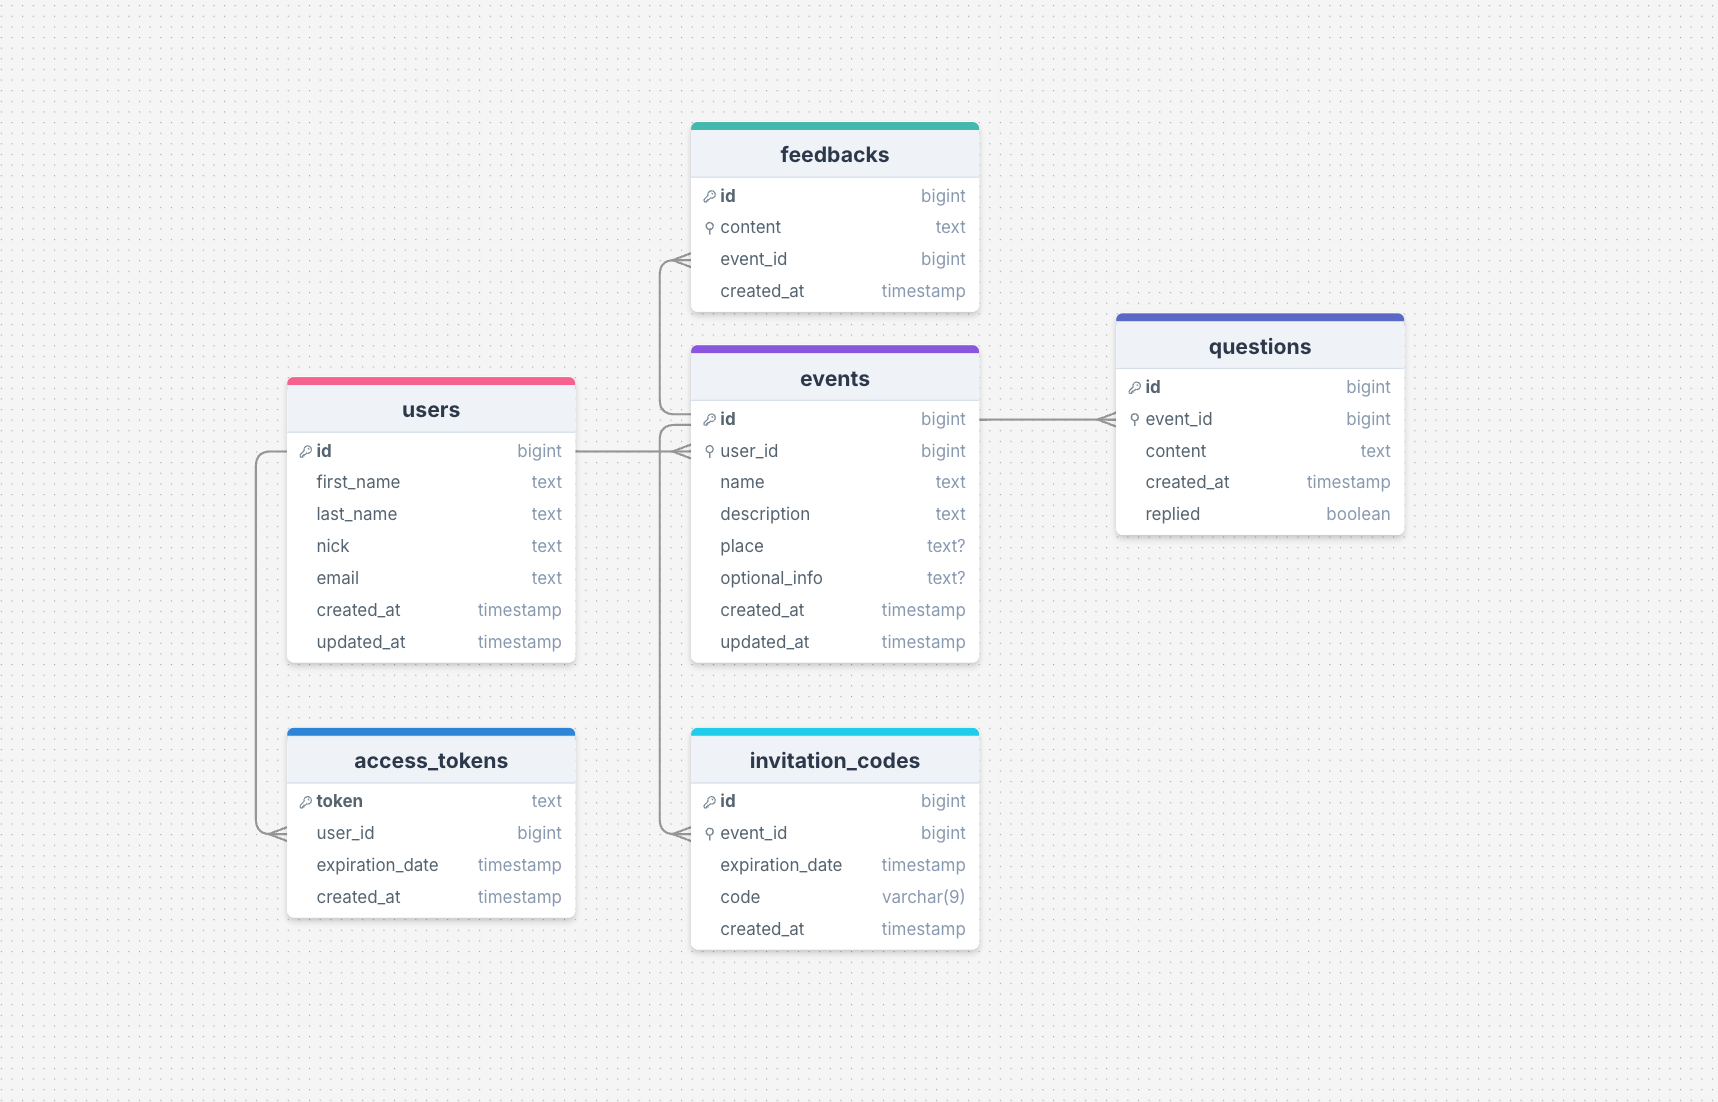 feedbacks
id bigint
content text
event_id bigint
created_at timestamp
events
id bigint
user_id bigint
name text
description text
place text?
optional_info text?
created_at timestamp
updated_at timestamp
questions
id bigint
event_id bigint
content text
created_at timestamp
replied boolean
users
id bigint
first_name text
last_name text
nick text
email text
created_at timestamp
updated_at timestamp
access_tokens
token text
user_id bigint
expiration_date timestamp
created_at timestamp
invitation_codes
id bigint
event_id bigint
expiration_date timestamp
code varchar(9)
created_at timestamp